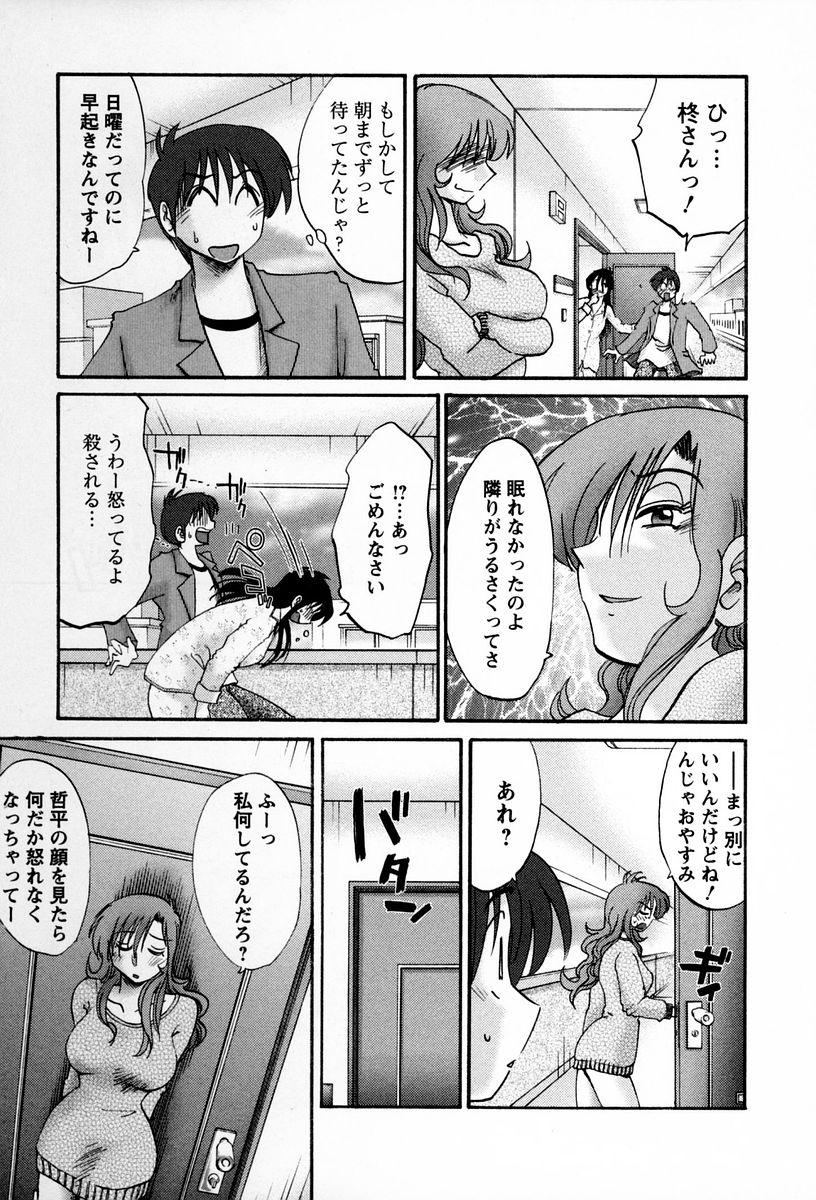 ひっ…
柊さんっ!
もしかして
朝までずっと
待ってたんじゃ?
日曜だってのに
早起きなんですねー
眠れなかったのよ
隣りがうるさくってさ
!?…あっ
ごめんなさい
ペコペコ
うわー怒ってるよ
殺される…
──まっ別に
いいんだけどね!
んじゃおやすみ
ギィ
あれ?
バタン
ふーっ
私何してるんだろ?
哲平の顔を見たら
何だか怒れなく
なっちゃってー